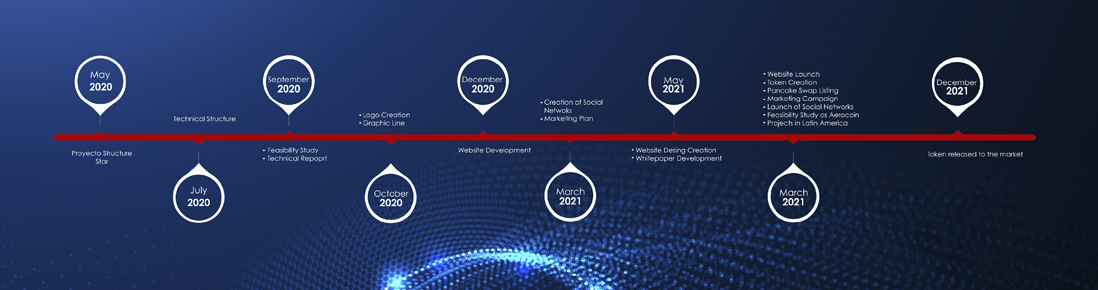 May
2020
Proyecto Structure
Star
Technical Structure
July
2020
September
2020
- Feasibility Study
- Technical Repoprt
- Logo Creation
- Graphic Line
October
2020
December
2020
Website Development
- Creation of Social
Netwoks
- Marketing Plan
March
2021
May
2021
- Website Desing Creation
- Whitepaper Development
- Website Launch
- Token Creation
- Pancake Swap Listing
- Marketing Campaign
- Launch of Social Networks
- Feasibility Study os Aerocoin
- Projects in Latin America
March
2021
December
2021
Taken released to the market